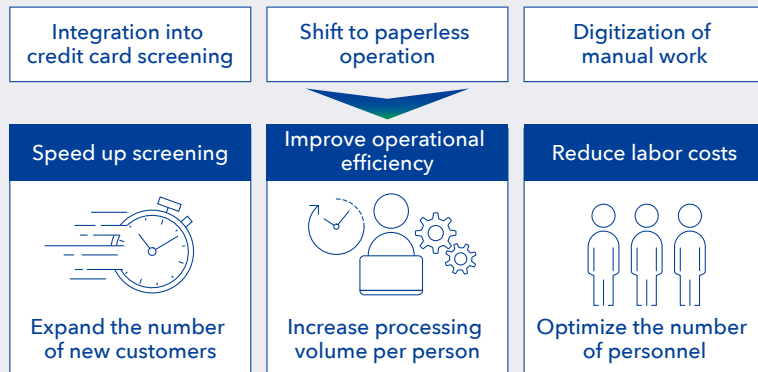 Integration into
credit card screening
Shift to paperless
operation
Digitization of
manual work
Speed up screening
Improve operational
efficiency
Reduce labor costs
Expand the number
of new customers
Increase processing
volume per person
Optimize the number
of personnel